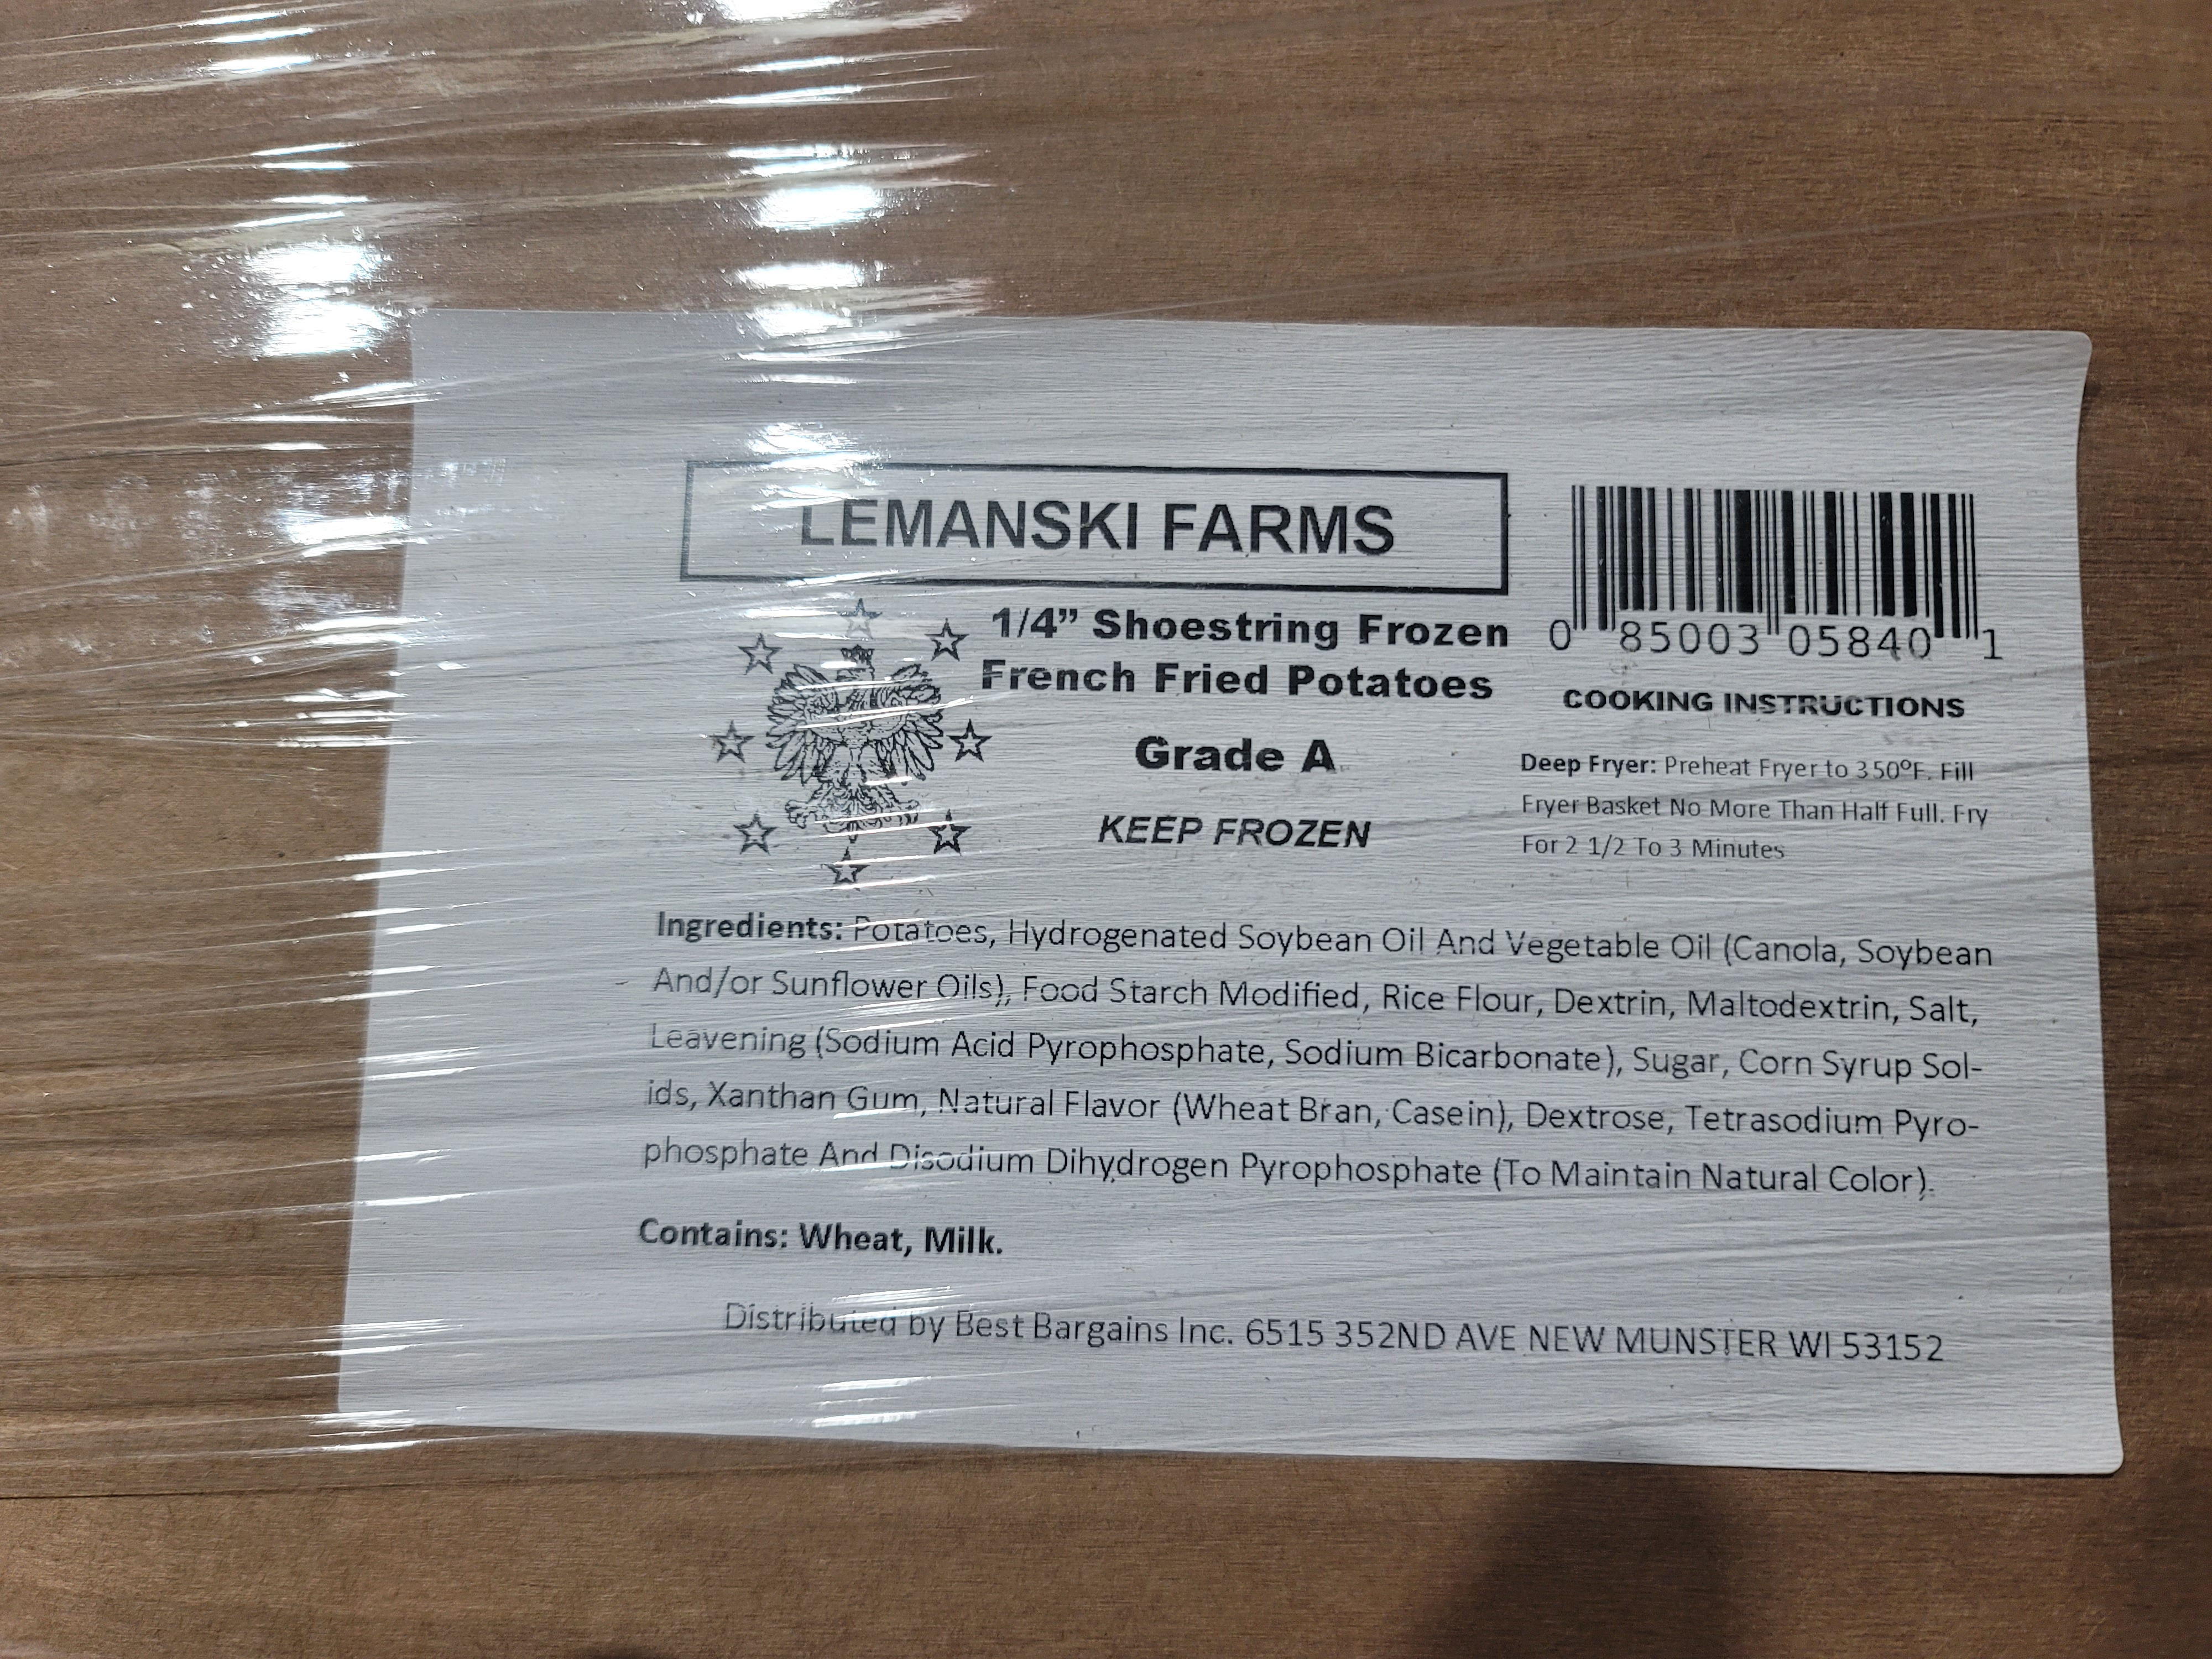 LEMANSKI FARMS
1/4” Shoestring Frozen
French Fried Potatoes
Grade A
KEEP FROZEN
0 85003 05840 1
COOKING INSTRUCTIONS
Deep Fryer: Preheat Fryer to 350ºF. Fill
Fryer Basket No More Than Half Full. Fry
For 2 1/2 To 3 Minutes
Ingredients: Potatoes, Hydrogenated Soybean Oil And Vegetable Oil (Canola, Soybean
And/or Sunflower Oils), Food Starch Modified, Rice Flour, Dextrin, Maltodextrin, Salt,
Leavening (Sodium Acid Pyrophosphate, Sodium Bicarbonate), Sugar, Corn Syrup Sol-
ids, Xanthan Gum, Natural Flavor (Wheat Bran, Casein), Dextrose, Tetrasodium Pyro-
phosphate And Disodium Dihydrogen Pyrophosphate (To Maintain Natural Color).
Contains: Wheat, Milk.
Distributed by Best Bargains Inc. 6515 352ND AVE NEW MUNSTER WI 53152